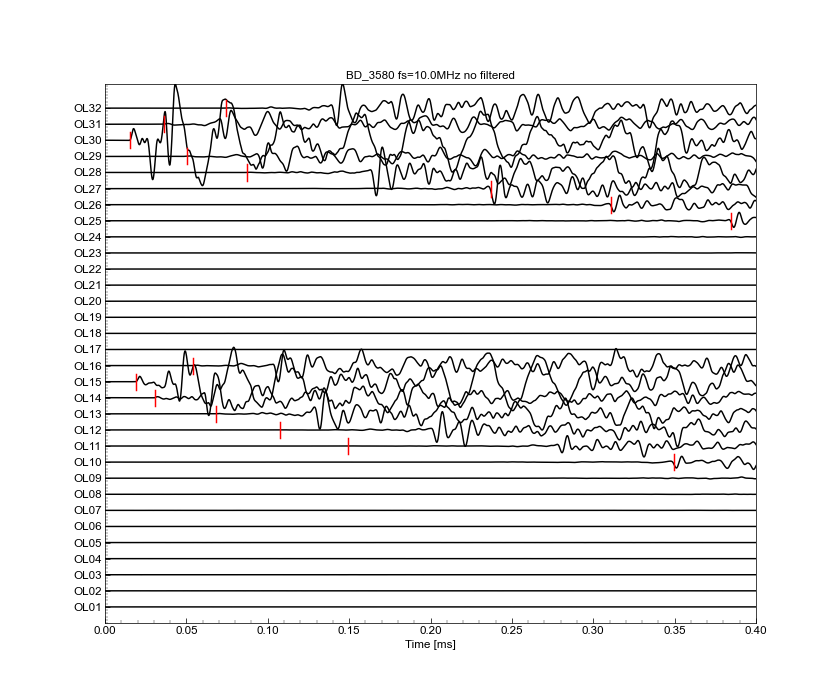 BD_3580 fs=10.0MHz no filtered
OL32
OL31
OL30
OL29
OL28
OL27
OL26
OL25
OL24
OL23
OL22
OL21
OL20
OL19
OL18
OL17
OL16
OL15
OL14
OL13
OL12
OL11
OL10
OL09
OL08
OL07
OL06
OL05
OL04
OL03
OL02
OL01
0.00 0.05 0.10 0.15 0.20 0.25 0.30 0.35 0.40
Time [ms]